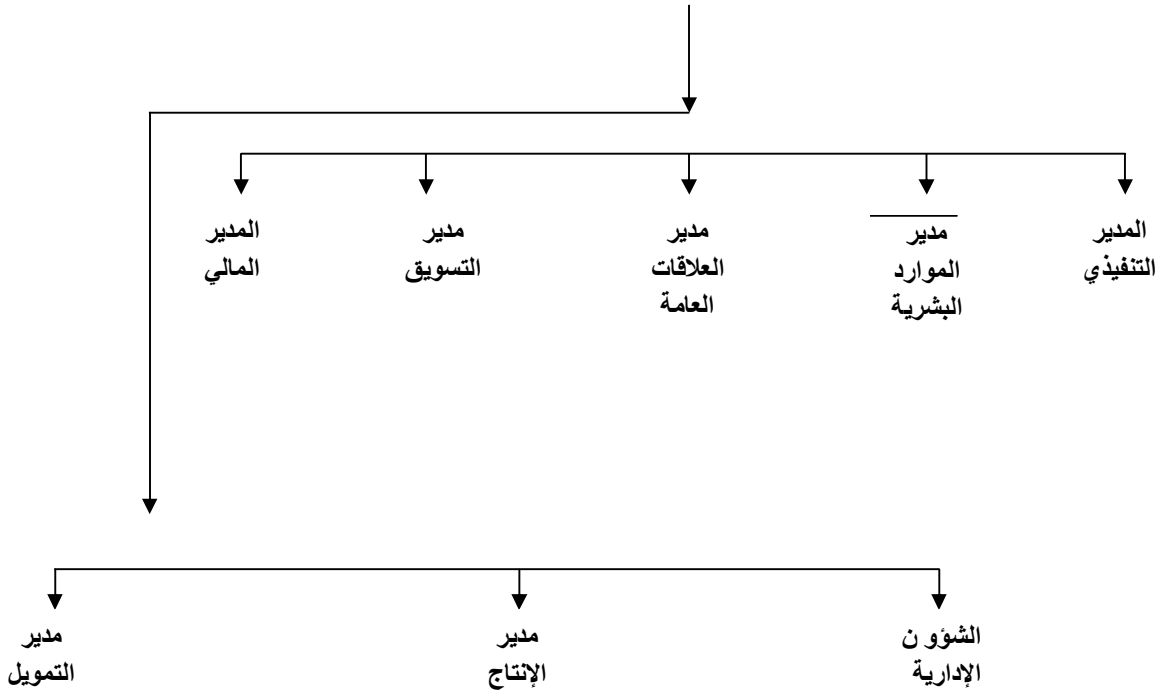 المدير
التنفيذي
مدير
الموارد
البشرية
مدير
العلاقات
العامة
مدير
التسويق
المدير
المالي
الشؤو ن
الإدارية
مدير
الإنتاج
مدير
التمويل